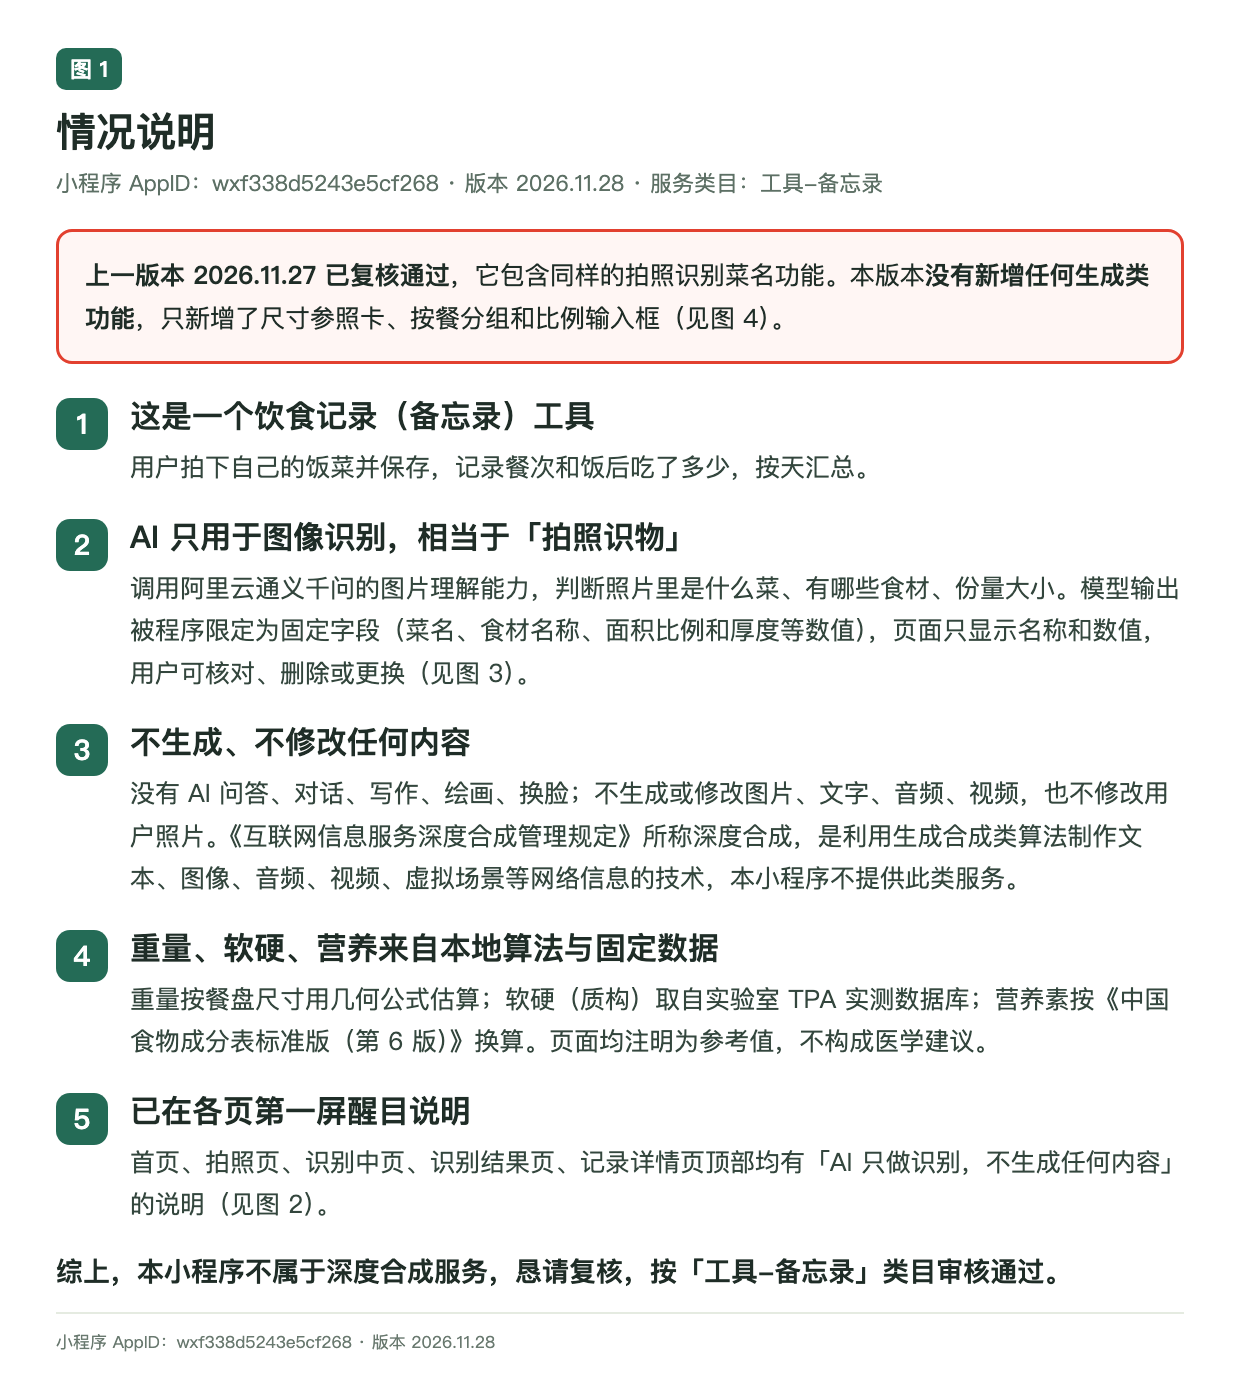 图 1
情况说明
小程序 AppID：wxf338d5243e5cf268 · 版本 2026.11.28 · 服务类目：工具-备忘录
上一版本 2026.11.27 已复核通过，它包含同样的拍照识别菜名功能。本版本没有新增任何生成类
功能，只新增了尺寸参照卡、按餐分组和比例输入框（见图 4）。
1 这是一个饮食记录（备忘录）工具
用户拍下自己的饭菜并保存，记录餐次和饭后吃了多少，按天汇总。
2 AI 只用于图像识别，相当于「拍照识物」
调用阿里云通义千问的图片理解能力，判断照片里是什么菜、有哪些食材、份量大小。模型输出
被程序限定为固定字段（菜名、食材名称、面积比例和厚度等数值），页面只显示名称和数值，
用户可核对、删除或更换（见图 3）。
3 不生成、不修改任何内容
没有 AI 问答、对话、写作、绘画、换脸；不生成或修改图片、文字、音频、视频，也不修改用
户照片。《互联网信息服务深度合成管理规定》所称深度合成，是利用生成合成类算法制作文
本、图像、音频、视频、虚拟场景等网络信息的技术，本小程序不提供此类服务。
4 重量、软硬、营养来自本地算法与固定数据
重量按餐盘尺寸用几何公式估算；软硬（质构）取自实验室 TPA 实测数据库；营养素按《中国
食物成分表标准版（第 6 版）》换算。页面均注明为参考值，不构成医学建议。
5 已在各页第一屏醒目说明
首页、拍照页、识别中页、识别结果页、记录详情页顶部均有「AI 只做识别，不生成任何内容」
的说明（见图 2）。
综上，本小程序不属于深度合成服务，恳请复核，按「工具-备忘录」类目审核通过。
小程序 AppID：wxf338d5243e5cf268 · 版本 2026.11.28